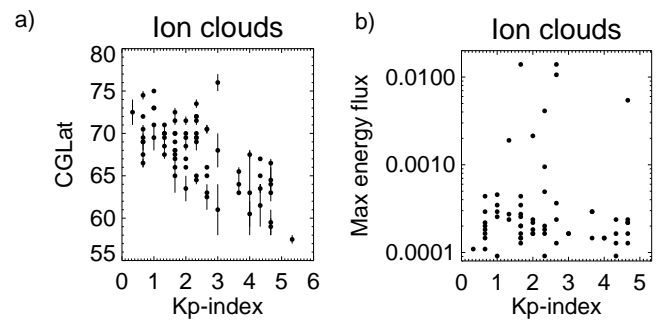 a)
Ion clouds
80
75
70
65
60
55
CGLat
0 1 2 3 4 5 6
Kp-index
b)
Ion clouds
0.0100
0.0010
0.0001
Max energy flux
0 1 2 3 4 5
Kp-index